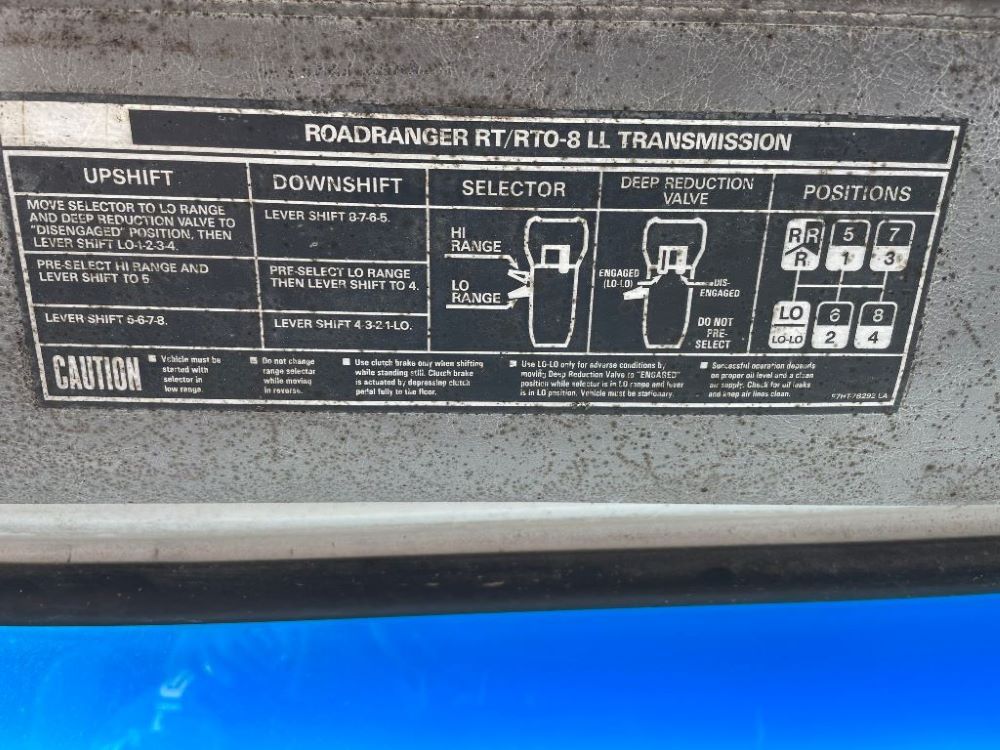 ROADRANGER RT/RTO-8 LL TRANSMISSION
UPSHIFT
MOVE SELECTOR TO LO RANGE
AND DEEP REDUCTION VALVE TO
"DISENGAGED" POSITION, THEN
LEVER SHIFT LO-1-2-3-4.
PRE-SELECT HI RANGE AND
LEVER SHIFT TO 5.
LEVER SHIFT 5-6-7-8.
DOWNSHIFT
LEVER SHIFT 8-7-6-5.
PRE-SELECT LO RANGE
THEN LEVER SHIFT TO 4.
LEVER SHIFT 4-3-2-1-LO.
SELECTOR
HI
RANGE
LO
RANGE
DEEP REDUCTION
VALVE
ENGAGED
(LO-LO)
DIS-
ENGAGED
DO NOT
PRE-
SELECT
POSITIONS
R R 5 7
R 1 3
LO 6 8
LO-LO 2 4
CAUTION
Vehicle must be
started with
selector in
low range.
Do not change
range selector
while moving
in reverse.
Use clutch brake only when shifting
while standing still. Clutch brake
is actuated by depressing clutch
pedal fully to the floor.
Use LO-LO only for adverse conditions by
moving Deep Reduction Valve to "ENGAGED"
position while selector is in LO range and lever
is in LO position. Vehicle must be stationary.
Successful operation depends
on proper oil level and a clean
air supply. Check for oil leaks
and keep air lines clean.
F7HT-7B292 LA